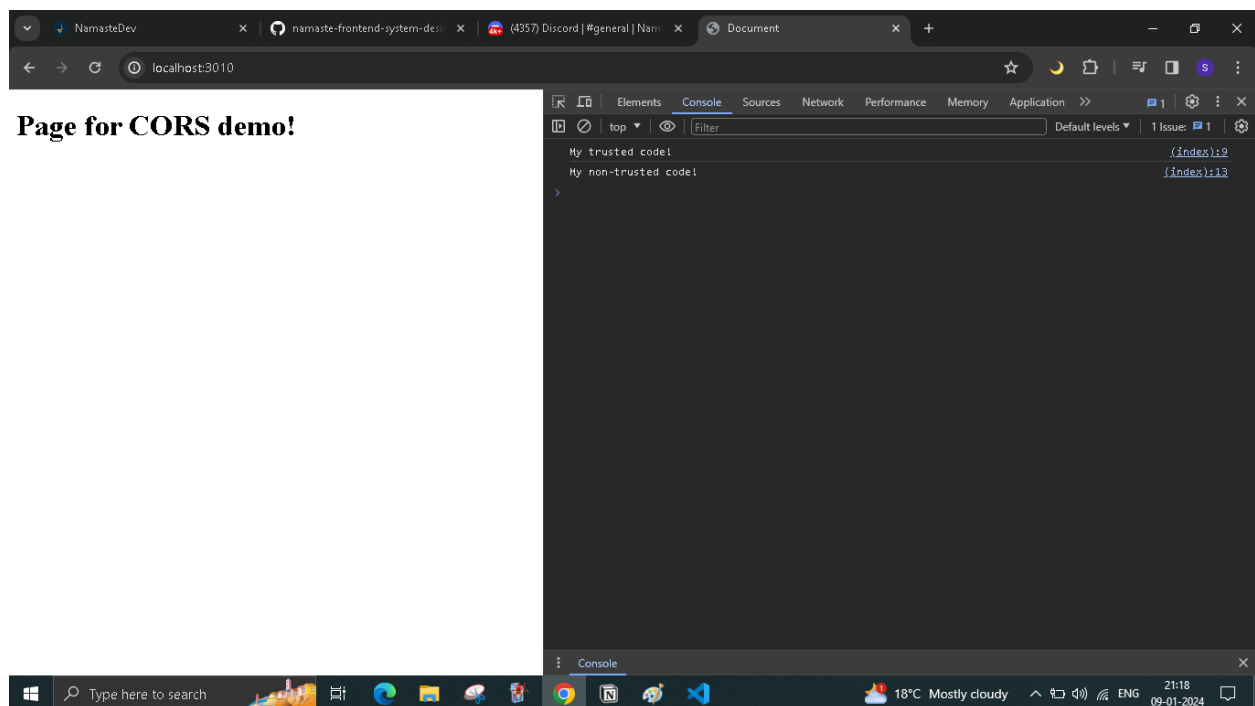 NamasteDev
namaste-frontend-system-desi
(4357) Discord | #general | Nam
Document
localhost:3010
S
Page for CORS demo!
Elements Console Sources Network Performance Memory Application 1
top Filter Default levels 1 Issue: 1
My trusted code! (index):9
My non-trusted code! (index):13
Console
Type here to search
18°C Mostly cloudy
ENG
21:18
09-01-2024